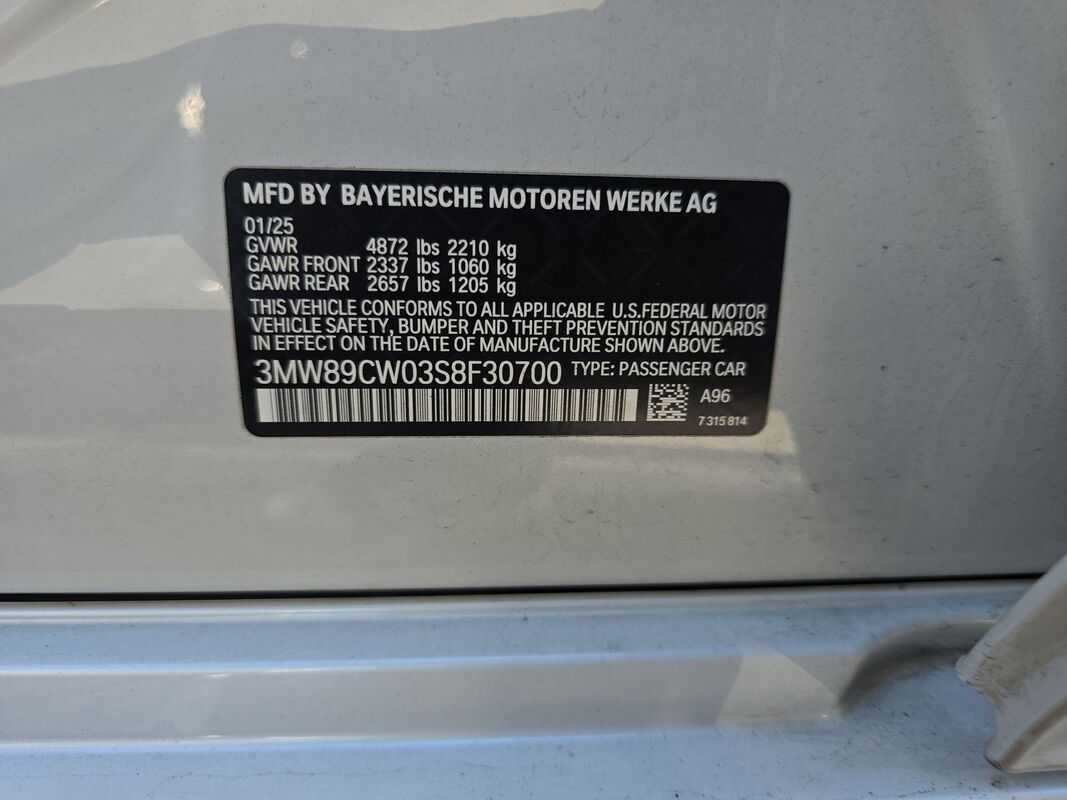 MFD BY BAYERISCHE MOTOREN WERKE AG
01/25
GVWR 4872 lbs 2210 kg
GAWR FRONT 2337 lbs 1060 kg
GAWR REAR 2657 lbs 1205 kg
THIS VEHICLE CONFORMS TO ALL APPLICABLE U.S.FEDERAL MOTOR
VEHICLE SAFETY, BUMPER AND THEFT PREVENTION STANDARDS
IN EFFECT ON THE DATE OF MANUFACTURE SHOWN ABOVE.
3MW89CW03S8F30700 TYPE: PASSENGER CAR
A96
7 315 814